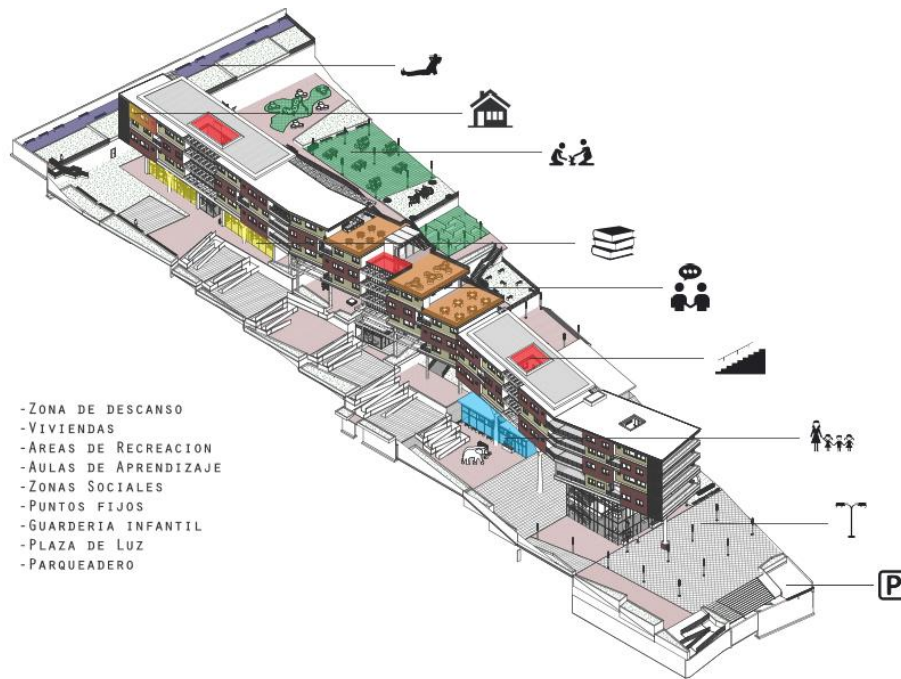 -Zona de descanso
-Viviendas
-Areas de Recreacion
-Aulas de Aprendizaje
-Zonas Sociales
-Puntos fijos
-Guarderia infantil
-Plaza de Luz
-Parqueadero
P